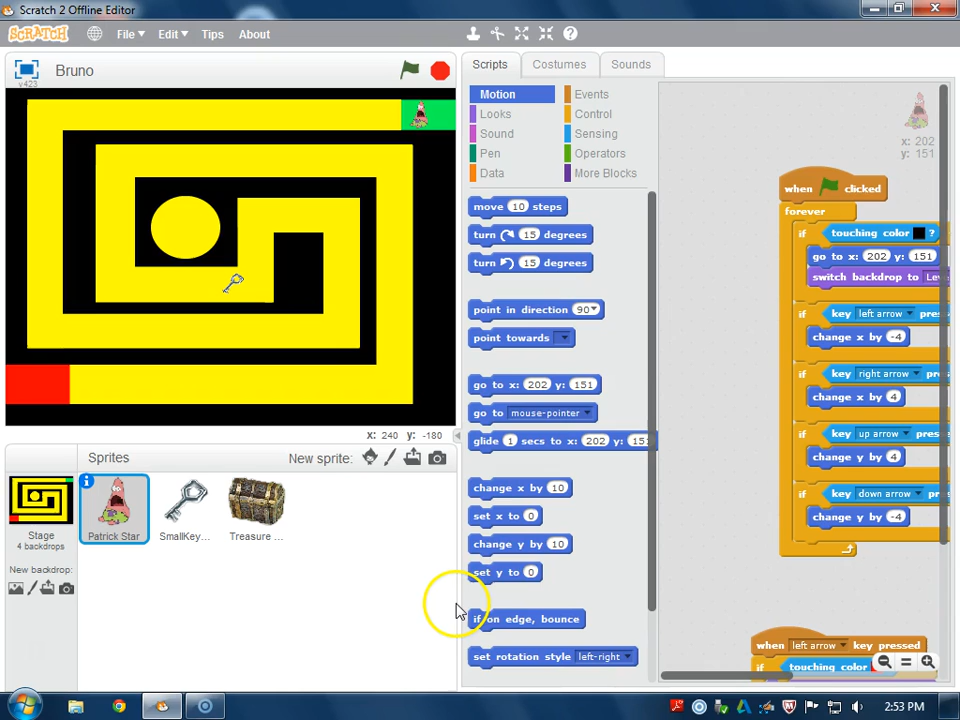 Scratch 2 Offline Editor
SCRATCH File Edit Tips About
v423 Bruno
Scripts Costumes Sounds
Motion Events
Looks Control
Sound Sensing
Pen Operators
Data More Blocks
move 10 steps
turn 15 degrees
turn 15 degrees
point in direction 90
point towards
go to x: 202 y: 151
go to mouse-pointer
glide 1 secs to x: 202 y: 151
change x by 10
set x to 0
change y by 10
set y to 0
if on edge, bounce
set rotation style left-right
x: 202
y: 151
when clicked
forever
if touching color ?
go to x: 202 y: 151
switch backdrop to
if key left arrow
change x by -4
if key right arrow
change x by 4
if key up arrow
change y by 4
if key down arrow
change y by -4
when left arrow key pressed
if touching color
x: 240 y: -180
Sprites New sprite:
Stage
4 backdrops
New backdrop:
Patrick Star
SmallKey...
Treasure ...
2:53 PM